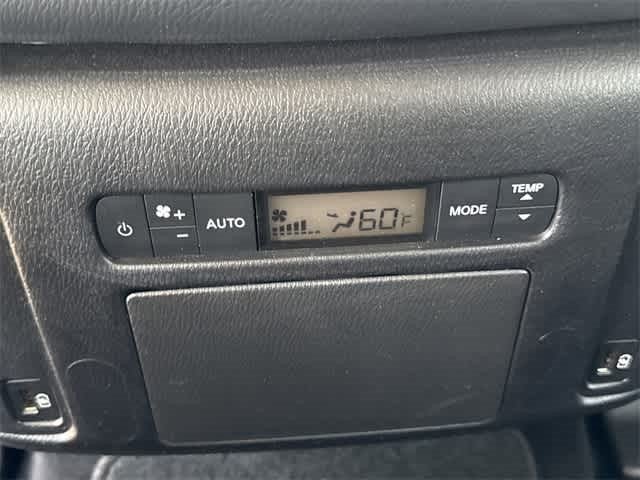 + AUTO 60F MODE TEMP
-